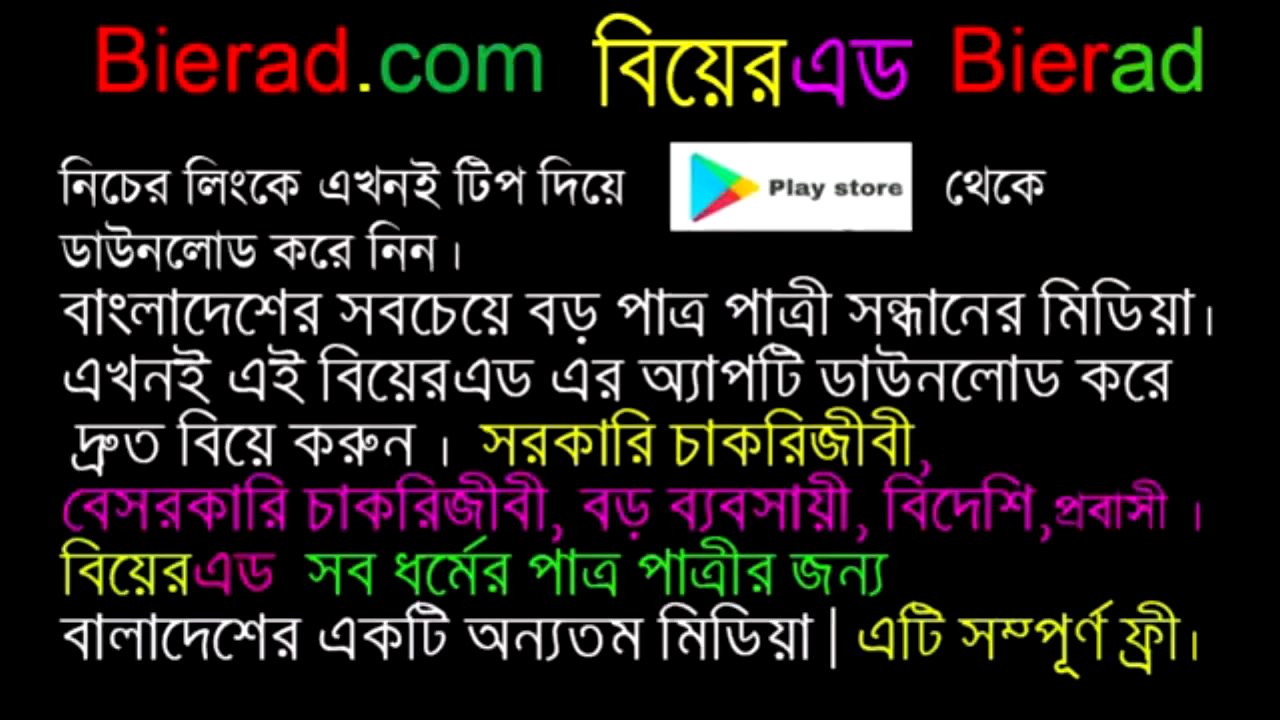 Bierad.com বিয়েরএড Bierad
নিচের লিংকে এখনই টিপ দিয়ে Play store থেকে
ডাউনলোড করে নিন।
বাংলাদেশের সবচেয়ে বড় পাত্র পাত্রী সন্ধানের মিডিয়া।
এখনই এই বিয়েরএড এর অ্যাপটি ডাউনলোড করে
দ্রুত বিয়ে করুন । সরকারি চাকরিজীবী,
বেসরকারি চাকরিজীবী, বড় ব্যবসায়ী, বিদেশি,প্রবাসী ।
বিয়েরএড সব ধর্মের পাত্র পাত্রীর জন্য
বালাদেশের একটি অন্যতম মিডিয়া| এটি সম্পূর্ণ ফ্রী।